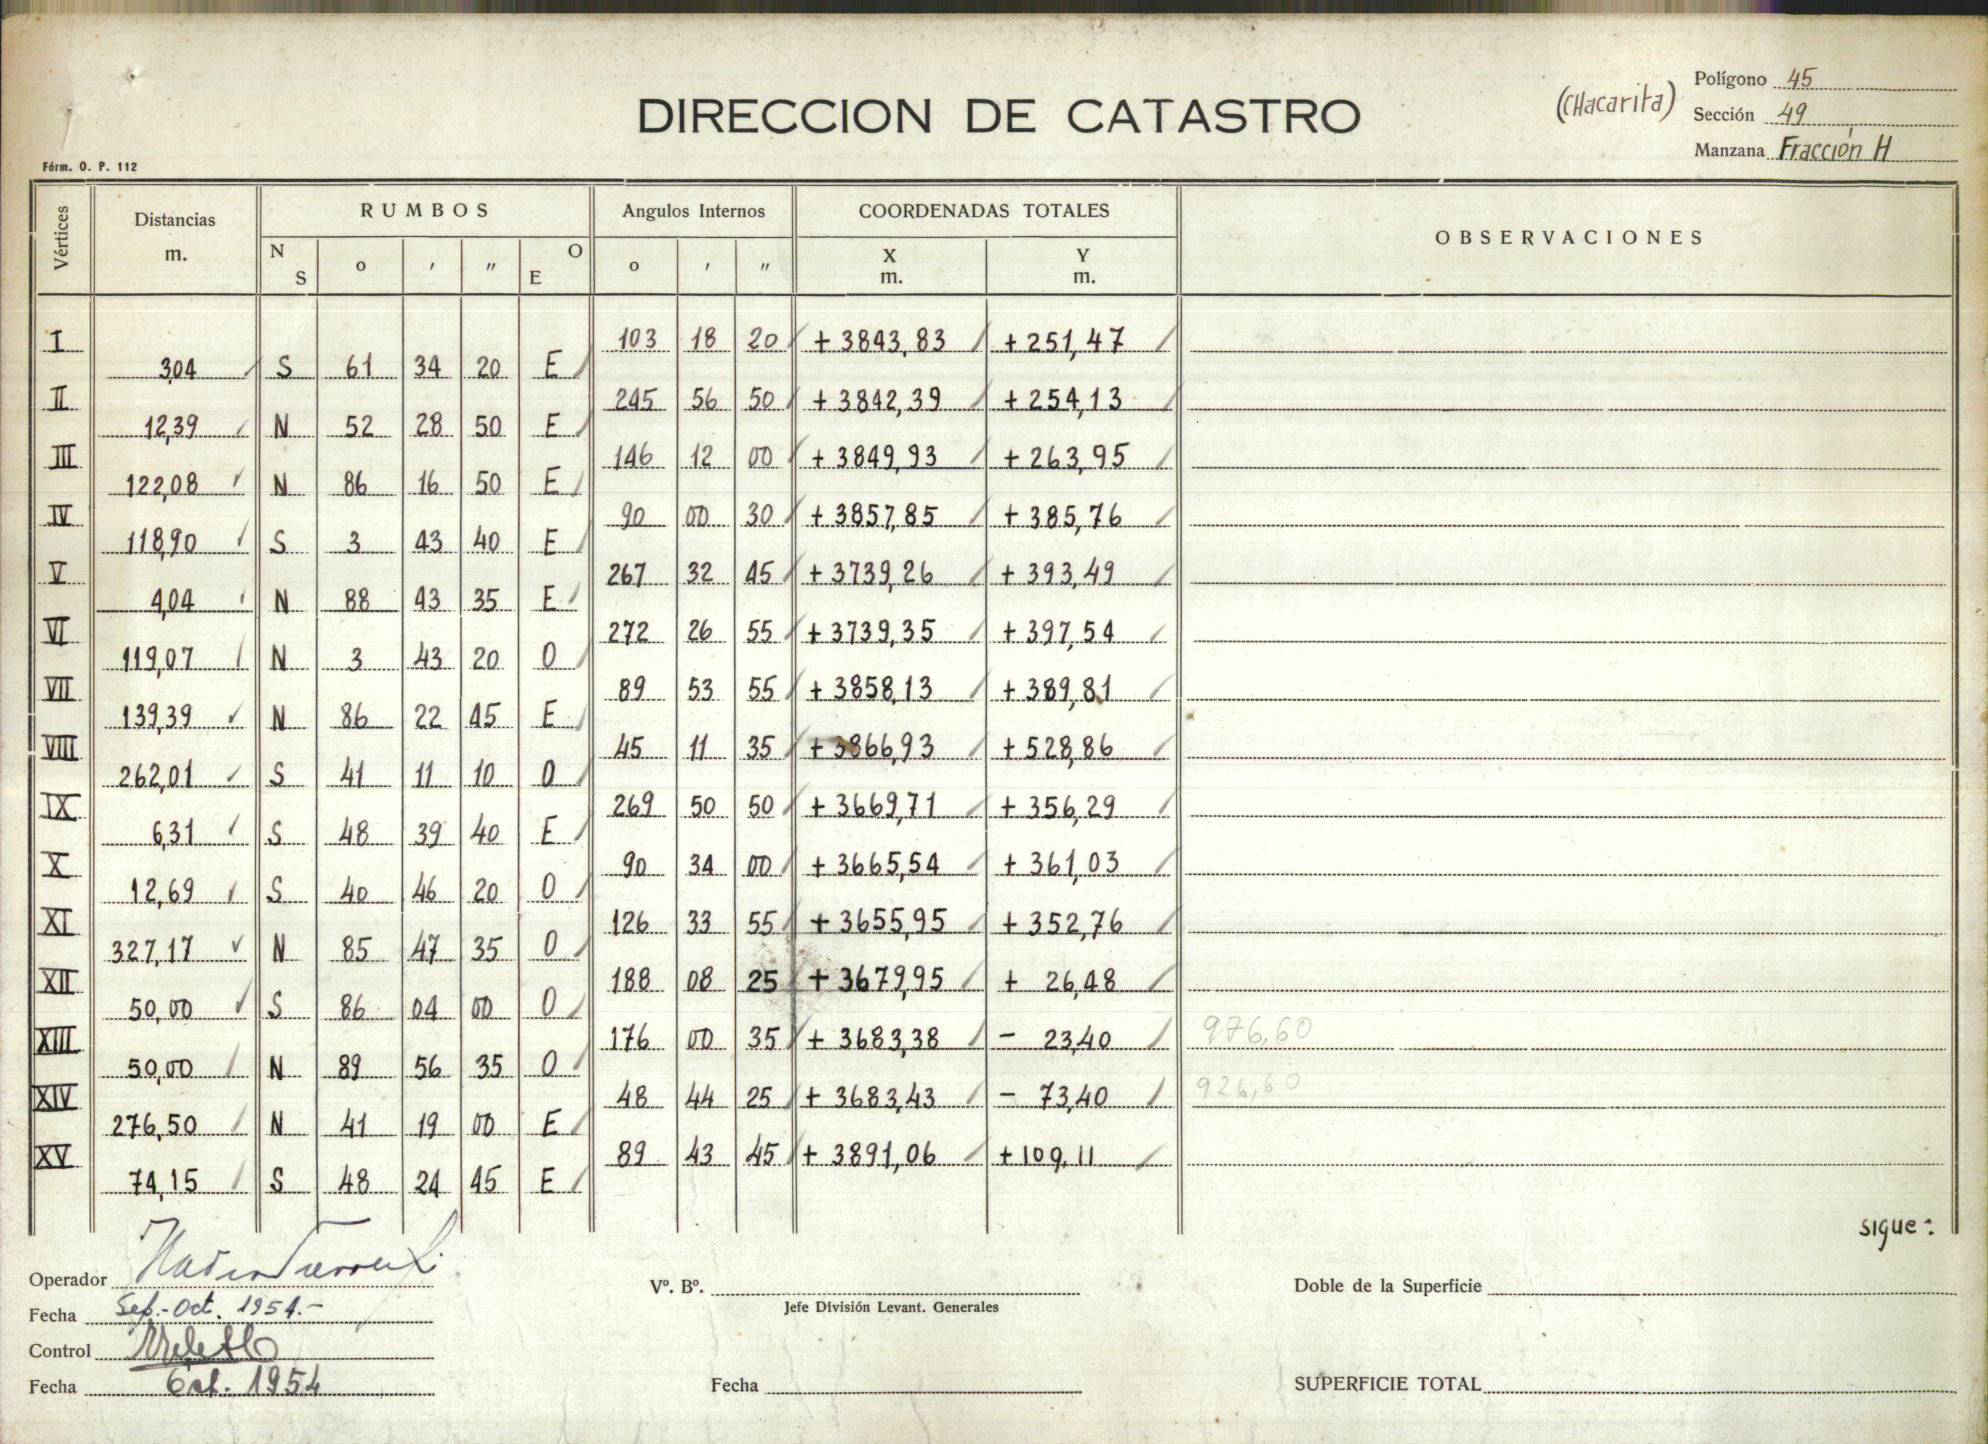 DIRECCION DE CATASTRO
(CHacarita)
Polígono 45
Sección 49
Manzana Fracción H
Fórm. O. P. 112
Vértices Distancias m. RUMBOS N S o ′ ″ O E Angulos Internos o ′ ″ COORDENADAS TOTALES X m. Y m. OBSERVACIONES
I 103 18 20 + 3843,83 + 251,47
3,04 S 61 34 20 E
II 245 56 50 + 3842,39 + 254,13
12,39 N 52 28 50 E
III 146 12 00 + 3849,93 + 263,95
122,08 N 86 16 50 E
IV 90 00 30 + 3857,85 + 385,76
118,90 S 3 43 40 E
V 267 32 45 + 3739,26 + 393,49
4,04 N 88 43 35 E
VI 272 26 55 + 3739,35 + 397,54
119,07 N 3 43 20 O
VII 89 53 55 + 3858,13 + 389,81
139,39 N 86 22 45 E
VIII 45 11 35 + 3866,93 + 528,86
262,01 S 41 11 10 O
IX 269 50 50 + 3669,71 + 356,29
6,31 S 48 39 40 E
X 90 34 00 + 3665,54 + 361,03
12,69 S 40 46 20 O
XI 126 33 55 + 3655,95 + 352,76
327,17 N 85 47 35 O
XII 188 08 25 + 3679,95 + 26,48
50,00 S 86 04 00 O
XIII 176 00 35 + 3683,38 - 23,40 976,60
50,00 N 89 56 35 O
XIV 48 44 25 + 3683,43 - 73,40 926,60
276,50 N 41 19 00 E
XV 89 43 45 + 3891,06 + 109,11
74,15 S 48 24 45 E
sigue:
Operador
Fecha Sep.-Oct. 1954.-
Control
Fecha Oct. 1954
Vº. Bº.
Jefe División Levant. Generales
Fecha
Doble de la Superficie
SUPERFICIE TOTAL